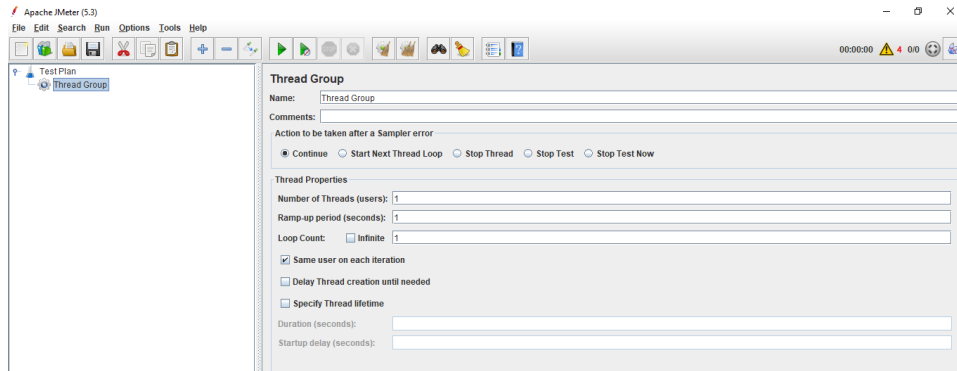 Apache JMeter (5.3)
File Edit Search Run Options Tools Help
00:00:00 4 0/0
Test Plan
Thread Group
Thread Group
Name: Thread Group
Comments:
Action to be taken after a Sampler error
Continue Start Next Thread Loop Stop Thread Stop Test Stop Test Now
Thread Properties
Number of Threads (users): 1
Ramp-up period (seconds): 1
Loop Count: Infinite 1
Same user on each iteration
Delay Thread creation until needed
Specify Thread lifetime
Duration (seconds):
Startup delay (seconds):